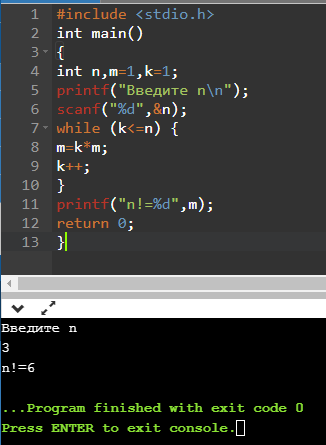 1 #include <stdio.h>
2 int main()
3 {
4 int n,m=1,k=1;
5 printf("Введите n\n");
6 scanf("%d",&n);
7 while (k<=n) {
8 m=k*m;
9 k++;
10 }
11 printf("n!=%d",m);
12 return 0;
13 }
Введите n
3
n!=6
...Program finished with exit code 0
Press ENTER to exit console.